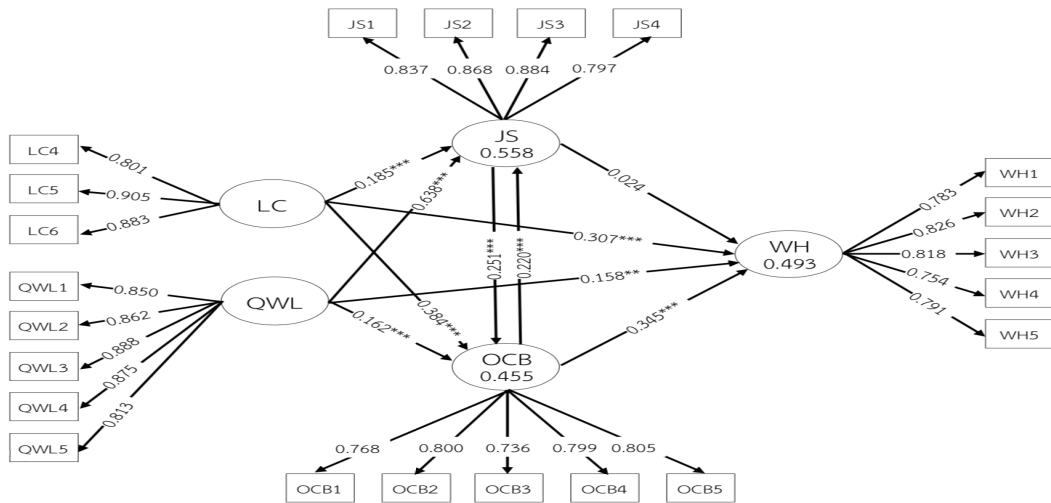 JS1
JS2
JS3
JS4
0.837
0.868
0.884
0.797
JS
0.558
LC4
LC5
LC6
0.801
0.905
0.883
LC
0.185***
0.638***
0.024
0.307***
WH
0.493
0.783
0.826
0.818
0.754
0.791
WH1
WH2
WH3
WH4
WH5
QWL1
QWL2
QWL3
QWL4
QWL5
0.850
0.862
0.888
0.875
0.813
QWL
0.251***
0.220***
0.158**
0.162***
0.384***
0.345***
OCB
0.455
0.768
0.800
0.736
0.799
0.805
OCB1
OCB2
OCB3
OCB4
OCB5